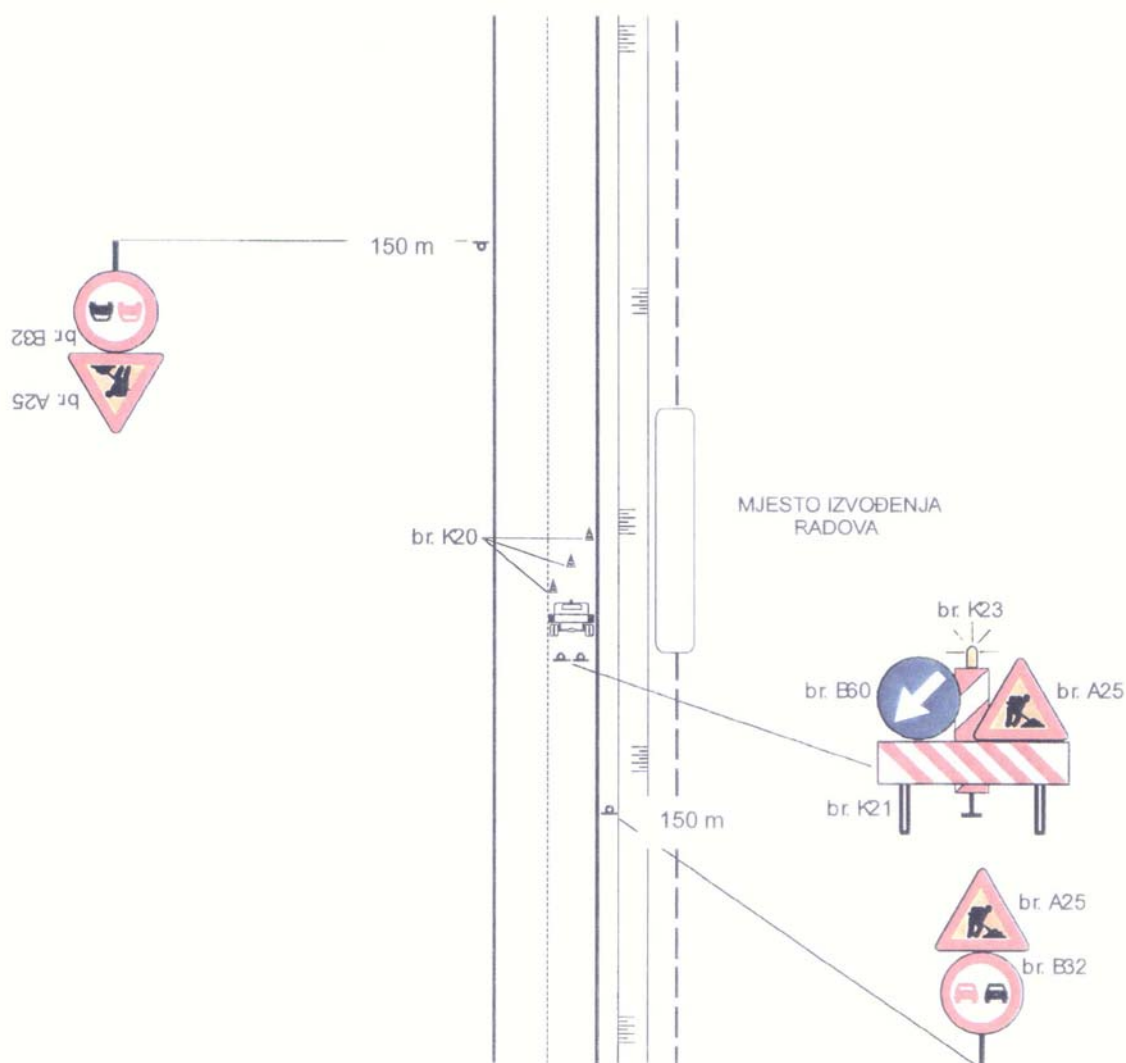 150 m
br. B32
br. A25
br. K20
MJESTO IZVOĐENJA
RADOVA
br. K23
br. B60
br. A25
br. K21
150 m
br. A25
br. B32